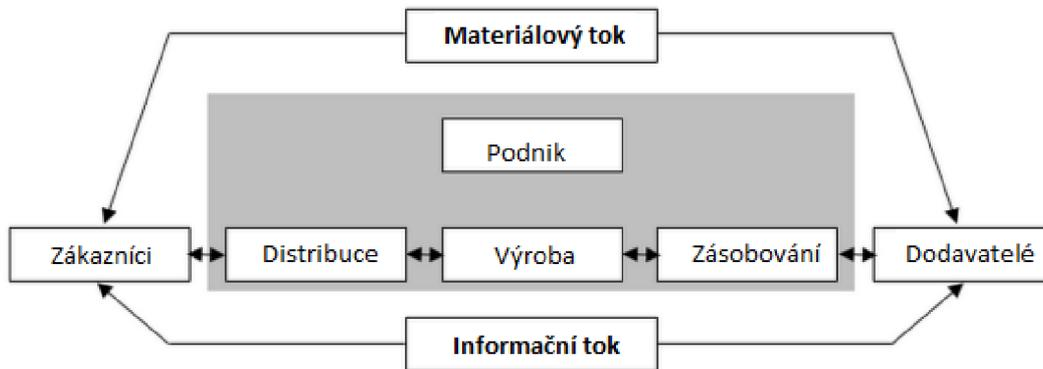 Materiálový tok
Podnik
Zákazníci
Distribuce
Výroba
Zásobování
Dodavatelé
Informační tok